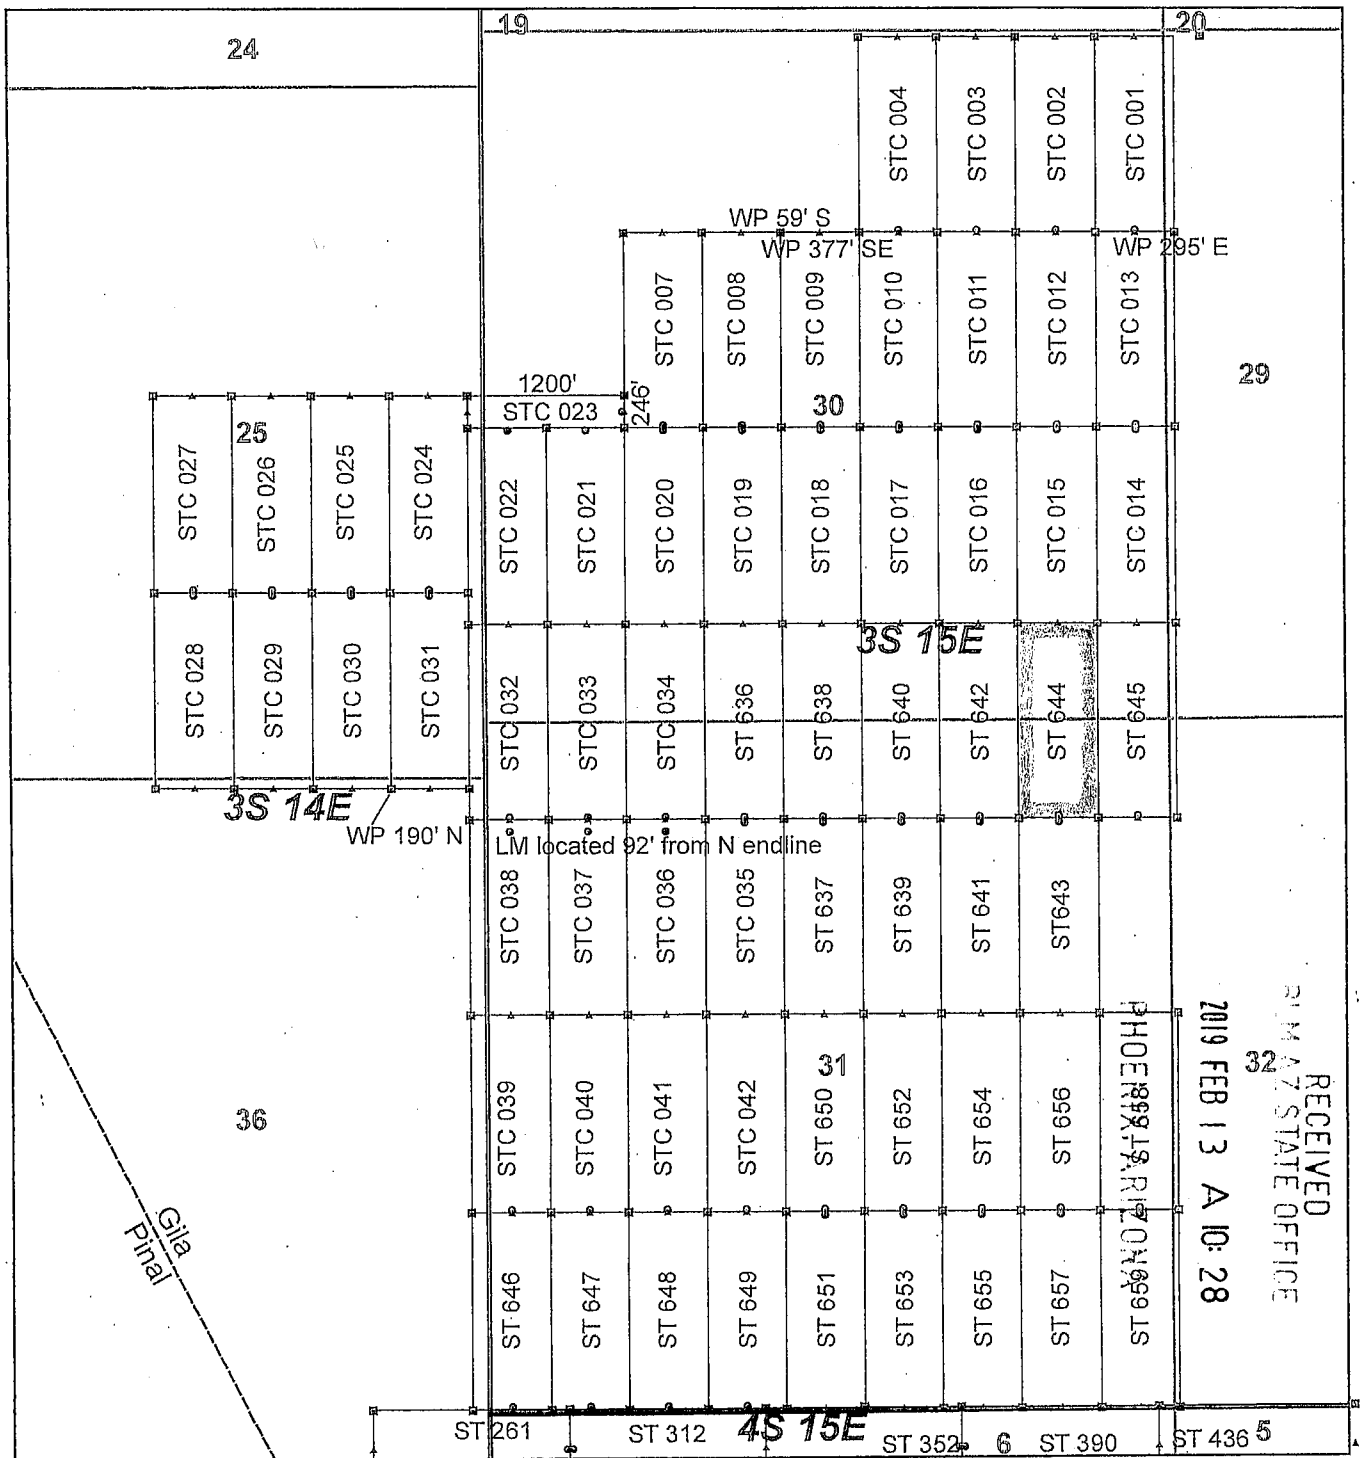 19
20
24
STC 004
STC 003
STC 002
STC 001
WP 59' S
WP 377' SE
WP 295' E
STC 007
STC 008
STC 009
STC 010
STC 011
STC 012
STC 013
29
1200'
STC 023
246'
30
25
STC 027
STC 026
STC 025
STC 024
STC 022
STC 021
STC 020
STC 019
STC 018
STC 017
STC 016
STC 015
STC 014
3S 15E
STC 028
STC 029
STC 030
STC 031
STC 032
STC 033
STC 034
ST 636
ST 638
ST 640
ST 642
ST 644
ST 645
3S 14E
WP 190' N
LM located 92' from N endline
STC 038
STC 037
STC 036
STC 035
ST 637
ST 639
ST 641
ST643
31
32
36
STC 039
STC 040
STC 041
STC 042
ST 650
ST 652
ST 654
ST 656
ST 658
RECEIVED
BLM AZ STATE OFFICE
2019 FEB 13 A 10: 28
PHOENIX, ARIZONA
Gila
Pinal
ST 646
ST 647
ST 648
ST 649
ST 651
ST 653
ST 655
ST 657
ST 659
4S 15E
ST 261
ST 312
ST 352
6
ST 390
ST 436
5